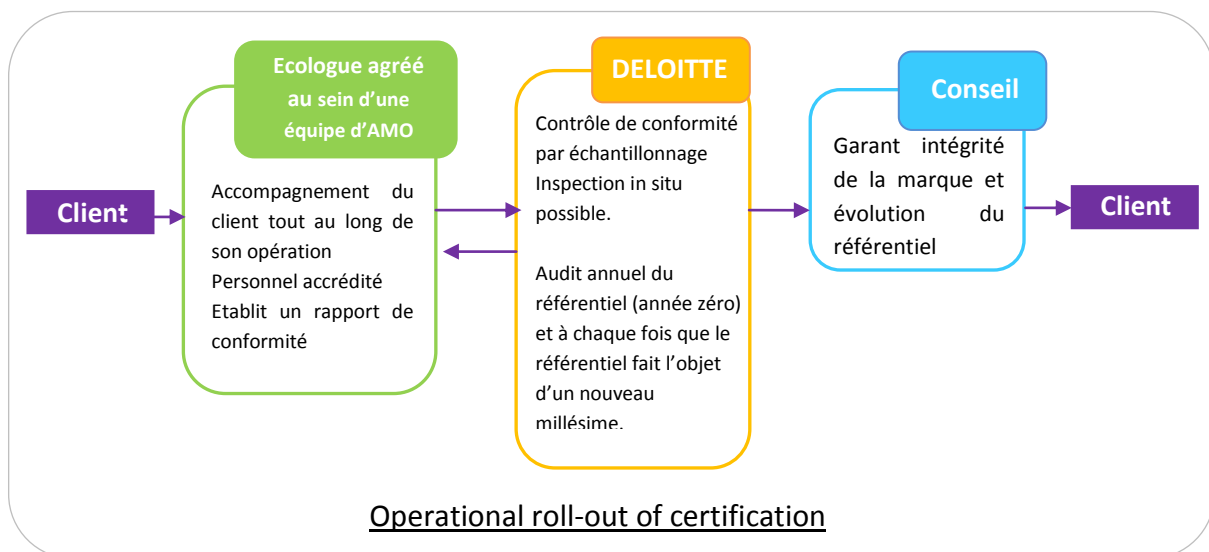 Client
Ecologue agréé
au sein d'une
équipe d'AMO
Accompagnement du
client tout au long de
son opération
Personnel accrédité
Etablit un rapport de
conformité
DELOITTE
Contrôle de conformité
par échantillonnage
Inspection in situ
possible.
Audit annuel du
référentiel (année zéro)
et à chaque fois que le
référentiel fait l'objet
d'un nouveau
millésime.
Conseil
Garant intégrité
de la marque et
évolution du
référentiel
Client
Operational roll-out of certification